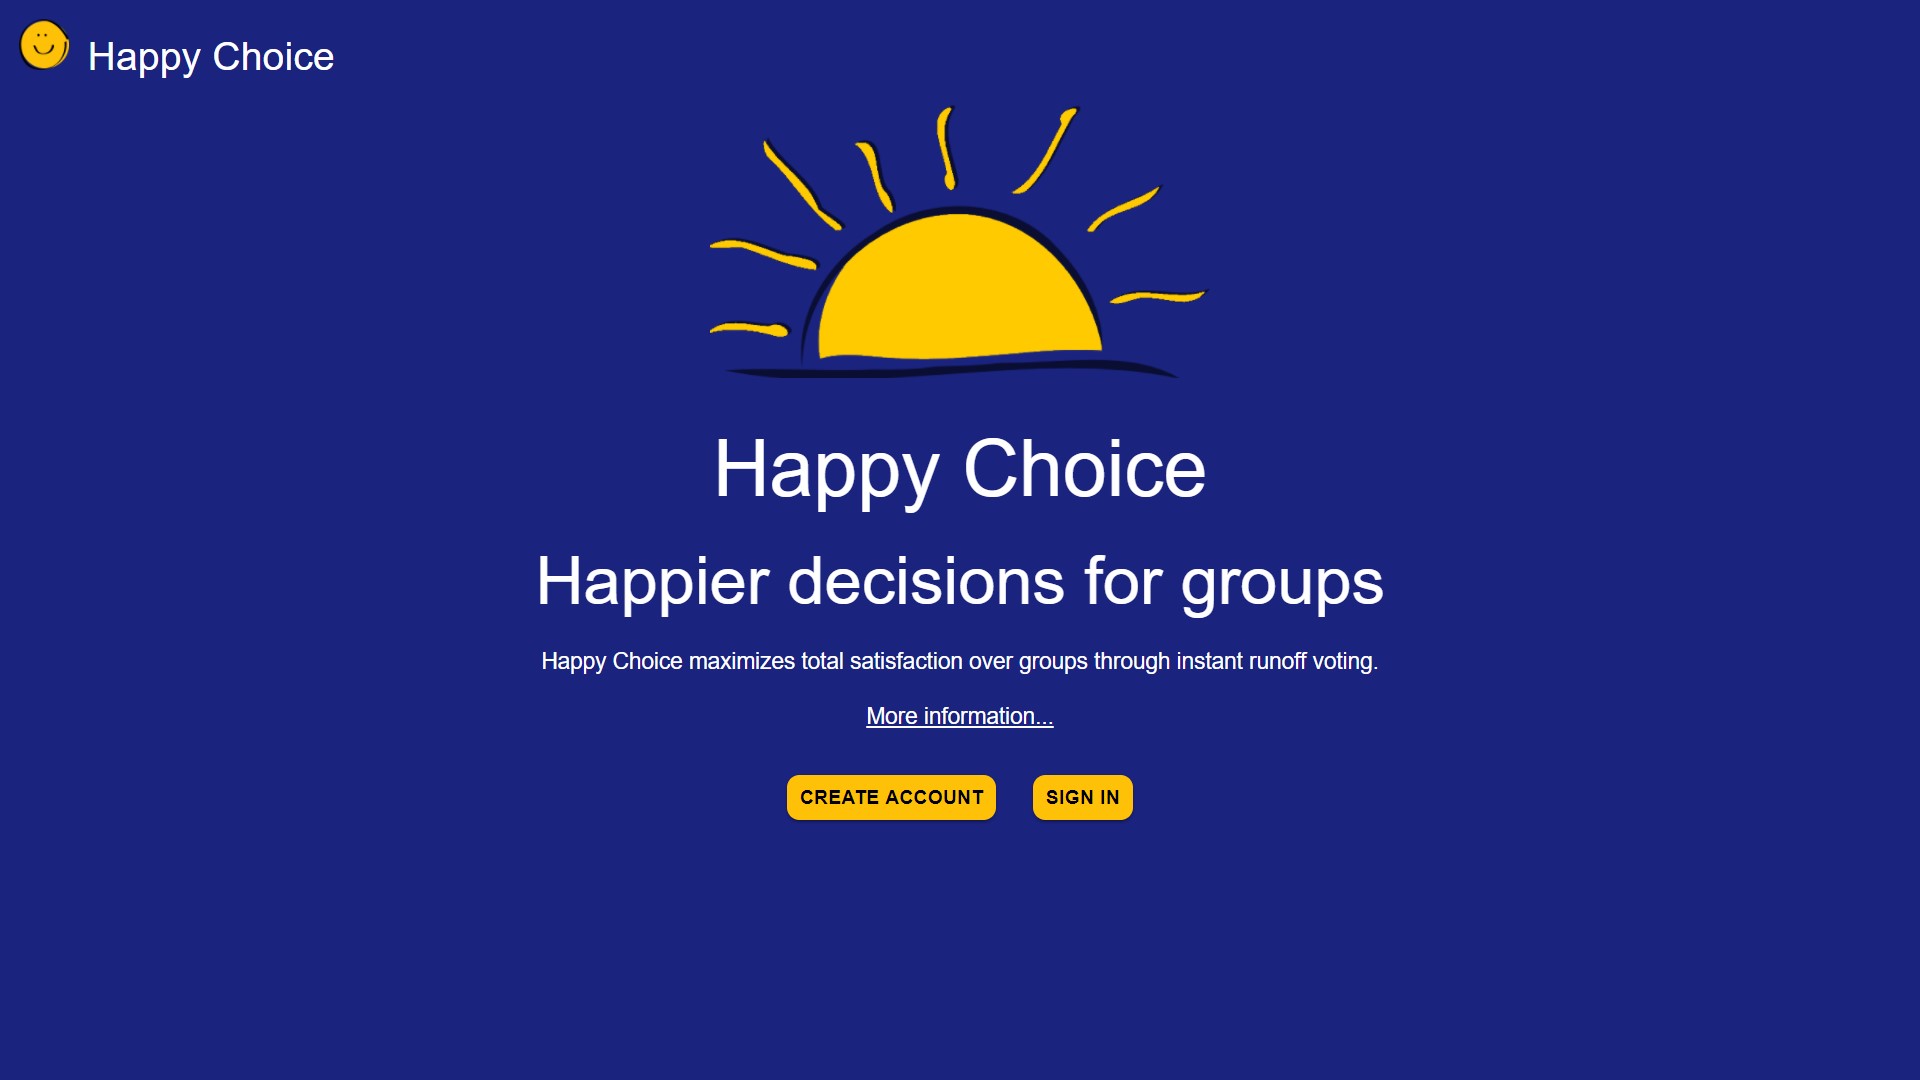 Happy Choice
Happy Choice
Happier decisions for groups
Happy Choice maximizes total satisfaction over groups through instant runoff voting.
More information...
CREATE ACCOUNT
SIGN IN